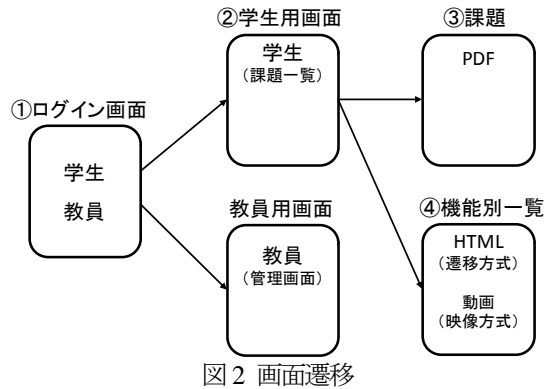 ①ログイン画面
学生
教員
②学生用画面
学生
（課題一覧）
教員用画面
教員
（管理画面）
③課題
PDF
④機能別一覧
HTML
（遷移方式）
動画
（映像方式）
図2 画面遷移